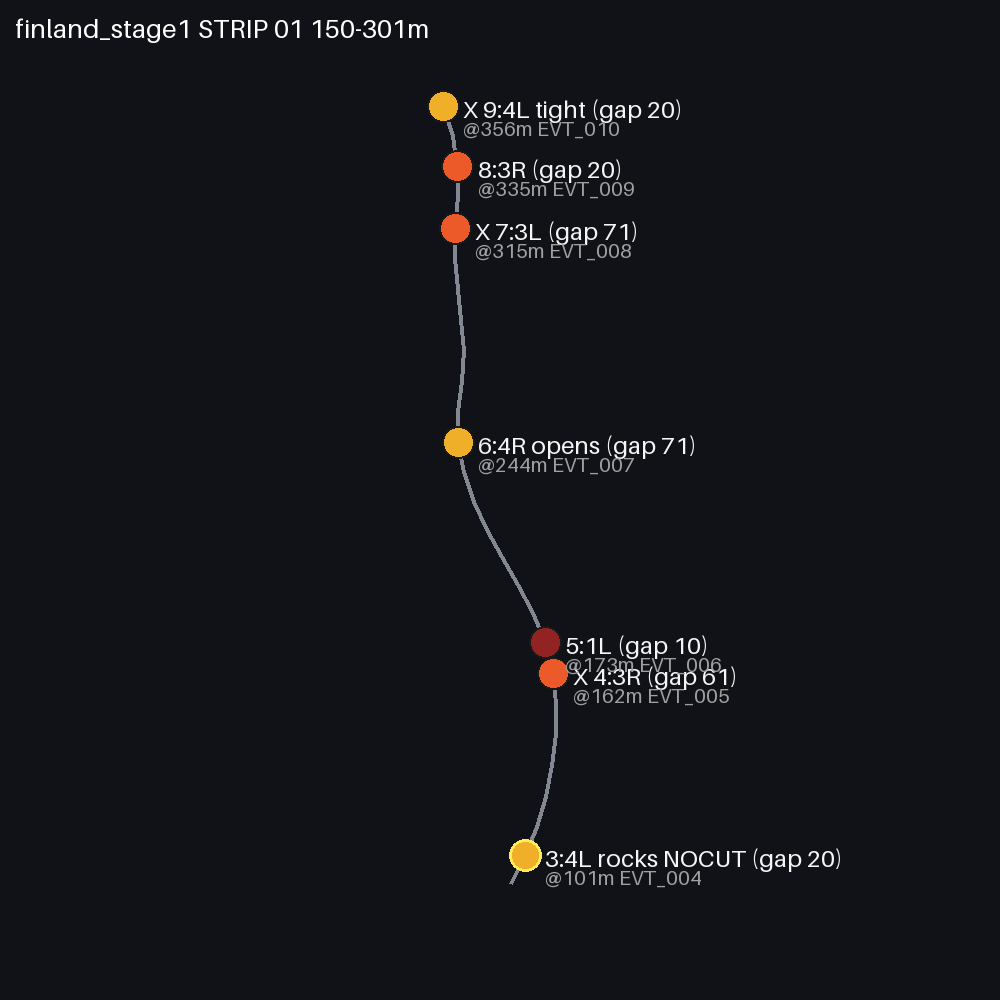 finland_stage1 STRIP 01 150-301m
X 9:4L tight (gap 20)
@356m EVT_010
8:3R (gap 20)
@335m EVT_009
X 7:3L (gap 71)
@315m EVT_008
6:4R opens (gap 71)
@244m EVT_007
5:1L (gap 10)
@173m EVT_006
X 4:3R (gap 61)
@162m EVT_005
3:4L rocks NOCUT (gap 20)
@101m EVT_004